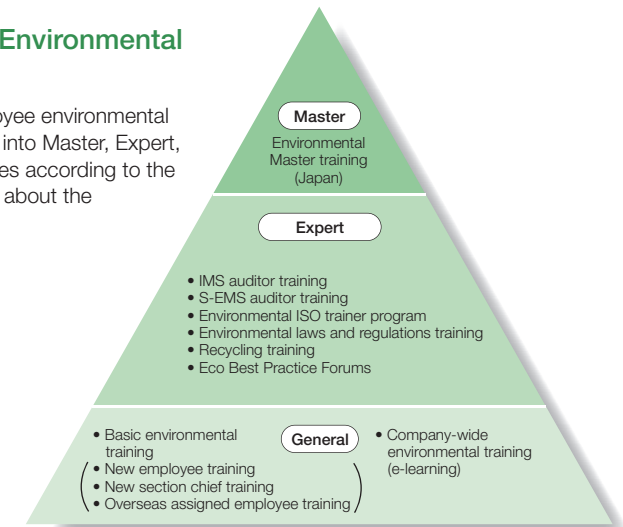 Environmental
oyee environmental
into Master, Expert,
es according to the
about the
Master
Environmental
Master training
(Japan)
Expert
• IMS auditor training
• S-EMS auditor training
• Environmental ISO trainer program
• Environmental laws and regulations training
• Recycling training
• Eco Best Practice Forums
General
• Basic environmental
training
• New employee training
• New section chief training
• Overseas assigned employee training
• Company-wide
environmental training
(e-learning)